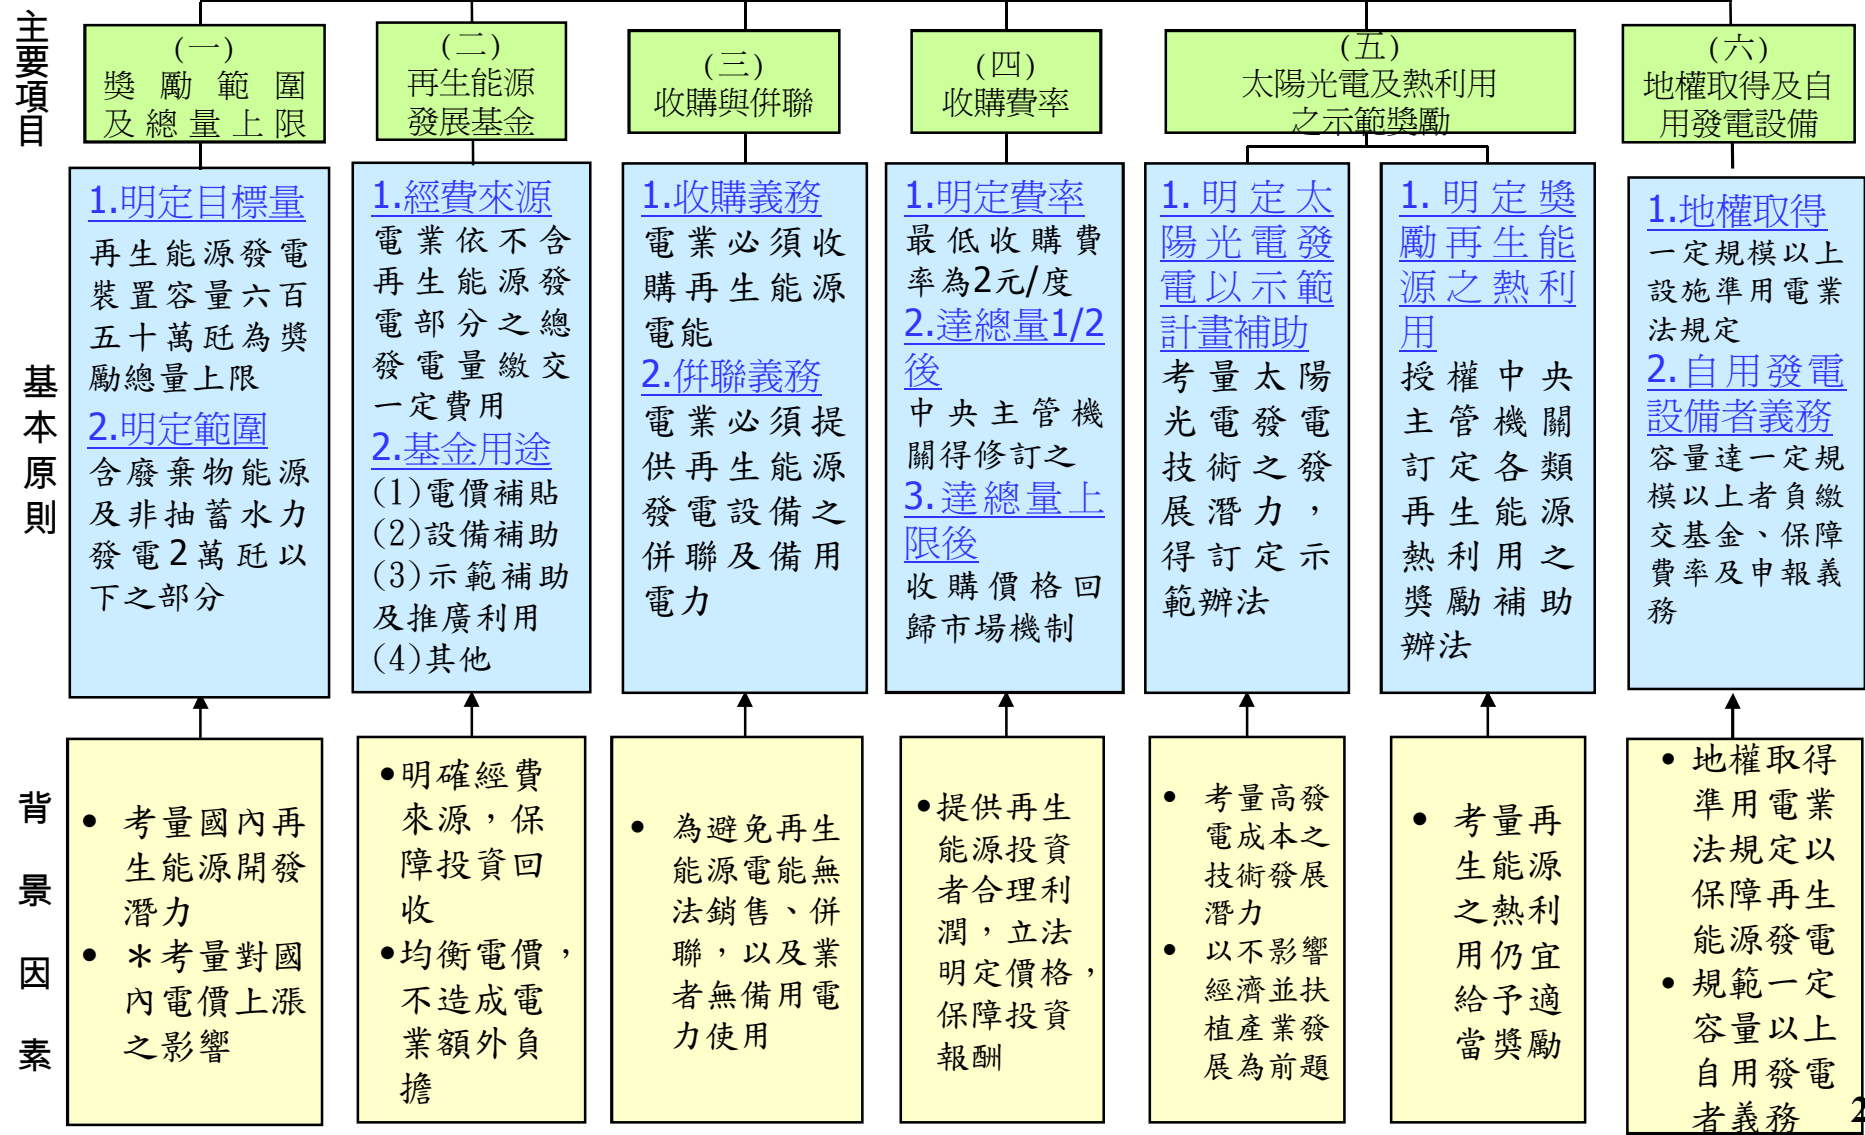 主要項目
(一)
獎勵範圍
及總量上限
(二)
再生能源
發展基金
(三)
收購與併聯
(四)
收購費率
(五)
太陽光電及熱利用
之示範獎勵
(六)
地權取得及自
用發電設備
基本原則
1.明定目標量
再生能源發電
裝置容量六百
五十萬瓩為獎
勵總量上限
2.明定範圍
含廢棄物能源
及非抽蓄水力
發電2萬瓩以
下之部分
1.經費來源
電業依不含
再生能源發
電部分之總
發電量繳交
一定費用
2.基金用途
(1)電價補貼
(2)設備補助
(3)示範補助
及推廣利用
(4)其他
1.收購義務
電業必須收
購再生能源
電能
2.併聯義務
電業必須提
供再生能源
發電設備之
併聯及備用
電力
1.明定費率
最低收購費
率為2元/度
2.達總量1/2
後
中央主管機
關得修訂之
3.達總量上
限後
收購價格回
歸市場機制
1.明定太
陽光電發
電以示範
計畫補助
考量太陽
光電發電
技術之發
展潛力，
得訂定示
範辦法
1.明定獎
勵再生能
源之熱利
用
授權中央
主管機關
訂定各類
再生能源
熱利用之
獎勵補助
辦法
1.地權取得
一定規模以上
設施準用電業
法規定
2.自用發電
設備者義務
容量達一定規
模以上者負繳
交基金、保障
費率及申報義
務
背景因素
• 考量國內再
生能源開發
潛力
• ＊考量對國
內電價上漲
之影響
•明確經費
來源，保
障投資回
收
•均衡電價，
不造成電
業額外負
擔
• 為避免再生
能源電能無
法銷售、併
聯，以及業
者無備用電
力使用
•提供再生
能源投資
者合理利
潤，立法
明定價格，
保障投資
報酬
• 考量高發
電成本之
技術發展
潛力
• 以不影響
經濟並扶
植產業發
展為前題
• 考量再
生能源
之熱利
用仍宜
給予適
當獎勵
• 地權取得
準用電業
法規定以
保障再生
能源發電
• 規範一定
容量以上
自用發電
者義務
2